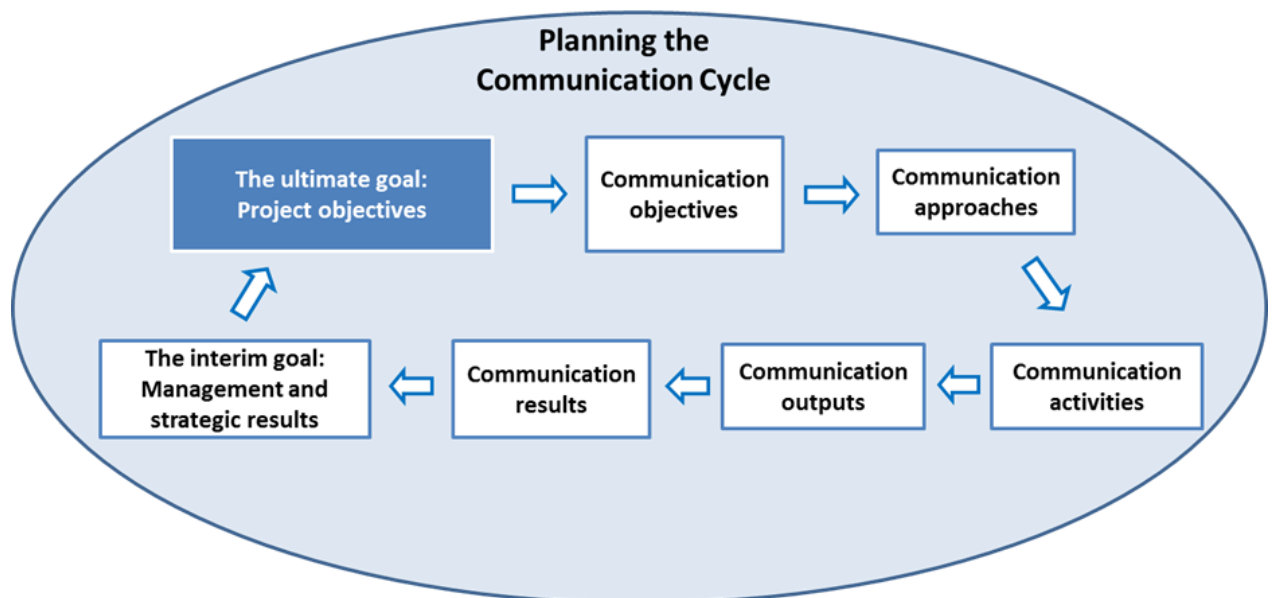 Planning the
Communication Cycle
The ultimate goal:
Project objectives
Communication
objectives
Communication
approaches
Communication
activities
Communication
outputs
Communication
results
The interim goal:
Management and
strategic results